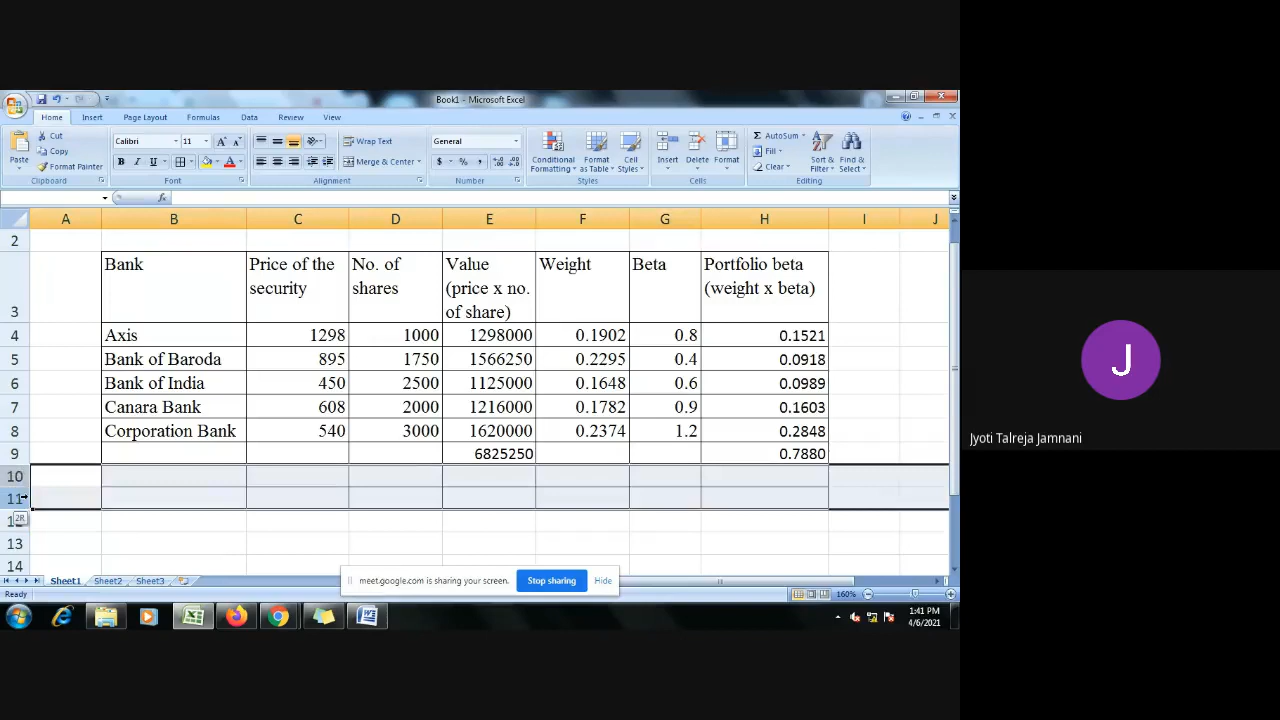 Book1 - Microsoft Excel
Home Insert Page Layout Formulas Data Review View
Cut
Copy
Format Painter
Paste
Clipboard
Calibri 11
Font
Wrap Text
Merge & Center
Alignment
General
Number
Conditional Formatting
Format as Table
Cell Styles
Styles
Insert Delete Format
Cells
AutoSum
Fill
Clear
Sort & Filter
Find & Select
Editing
A B C D E F G H I J
2
3 Bank Price of the security No. of shares Value (price x no. of share) Weight Beta Portfolio beta (weight x beta)
4 Axis 1298 1000 1298000 0.1902 0.8 0.1521
5 Bank of Baroda 895 1750 1566250 0.2295 0.4 0.0918
6 Bank of India 450 2500 1125000 0.1648 0.6 0.0989
7 Canara Bank 608 2000 1216000 0.1782 0.9 0.1603
8 Corporation Bank 540 3000 1620000 0.2374 1.2 0.2848
9 6825250 0.7880
10
11
2R
13
14
Sheet1 Sheet2 Sheet3
meet.google.com is sharing your screen. Stop sharing Hide
Ready
160%
1:41 PM
4/6/2021
J
Jyoti Talreja Jamnani